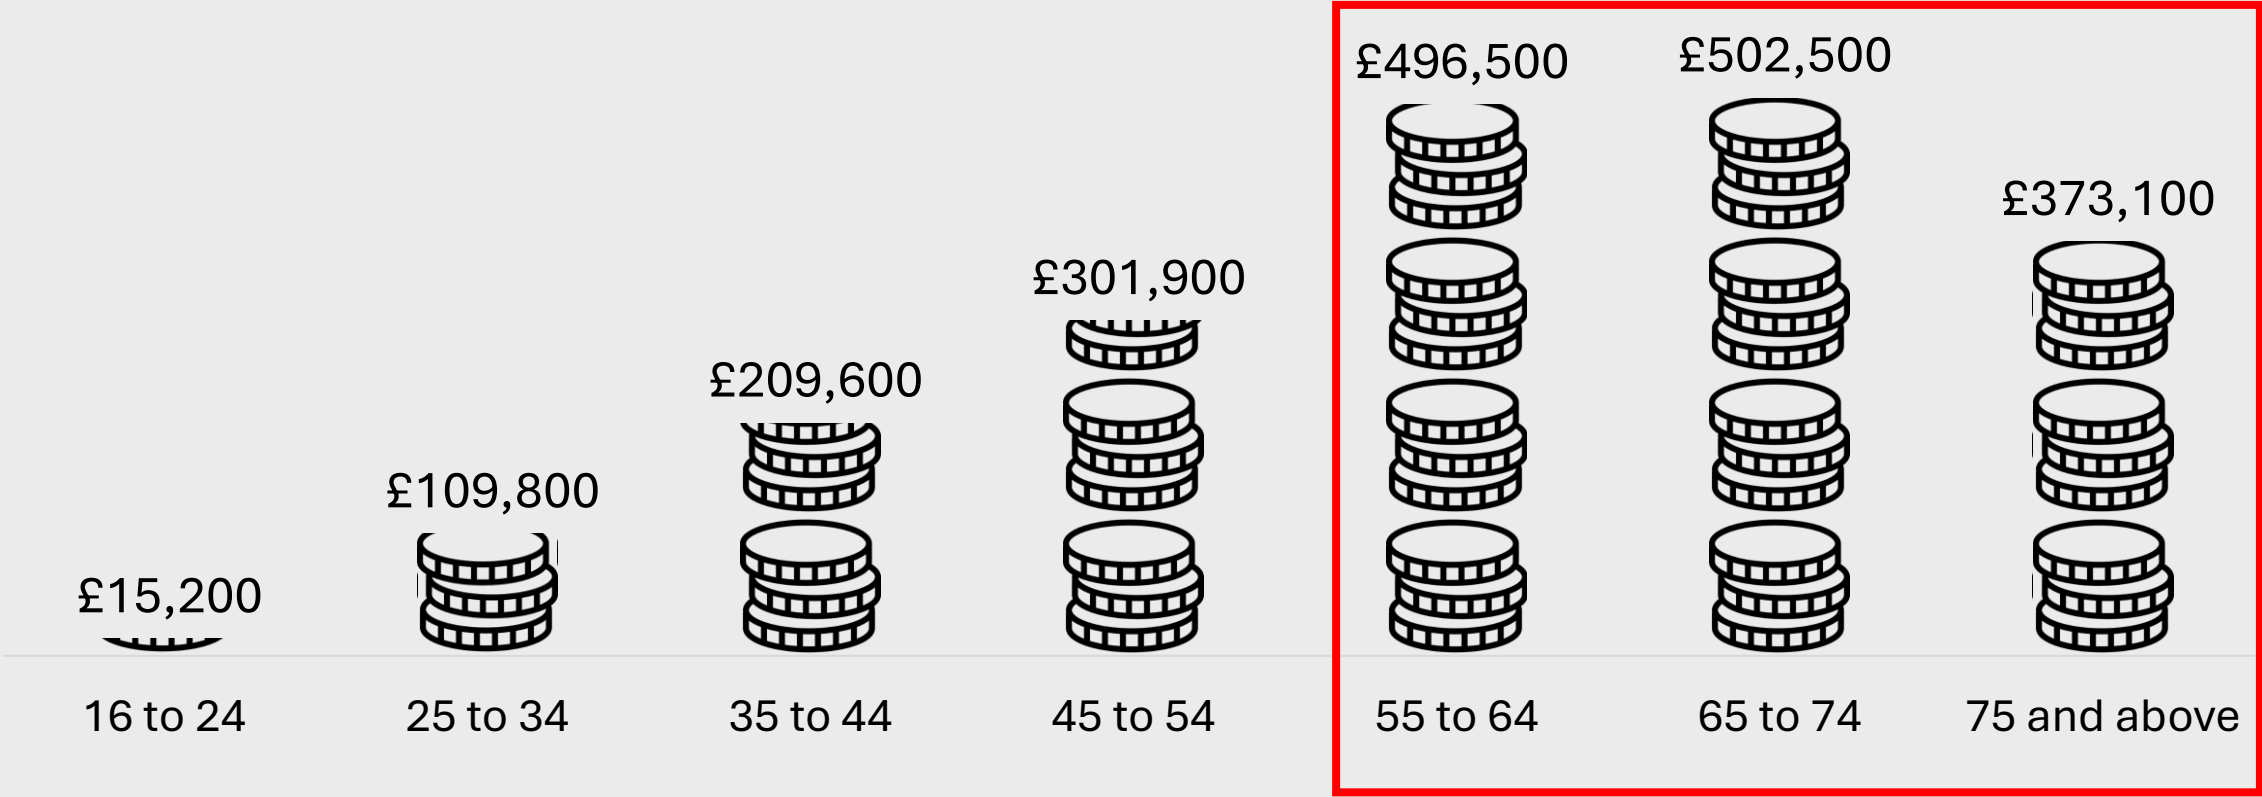 £15,200
£109,800
£209,600
£301,900
£496,500
£502,500
£373,100
16 to 24
25 to 34
35 to 44
45 to 54
55 to 64
65 to 74
75 and above